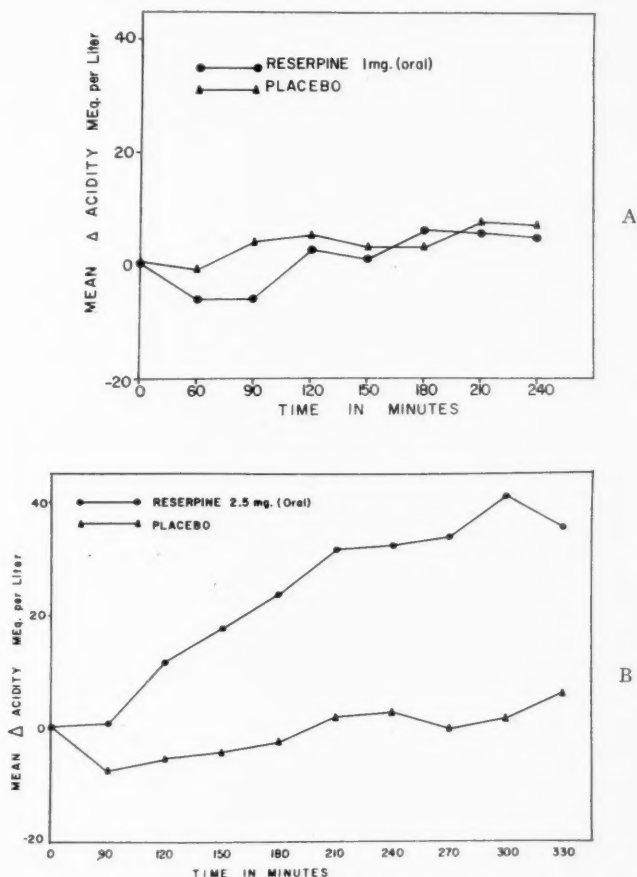 40
20
0
-20
MEAN Δ ACIDITY MEq. per Liter
RESERPINE 1mg. (oral)
PLACEBO
0 60 90 120 150 180 210 240
TIME IN MINUTES
A
40
20
0
-20
MEAN Δ ACIDITY MEq. per Liter
RESERPINE 2.5 mg. (Oral)
PLACEBO
0 90 120 150 180 210 240 270 300 330
TIME IN MINUTES
B